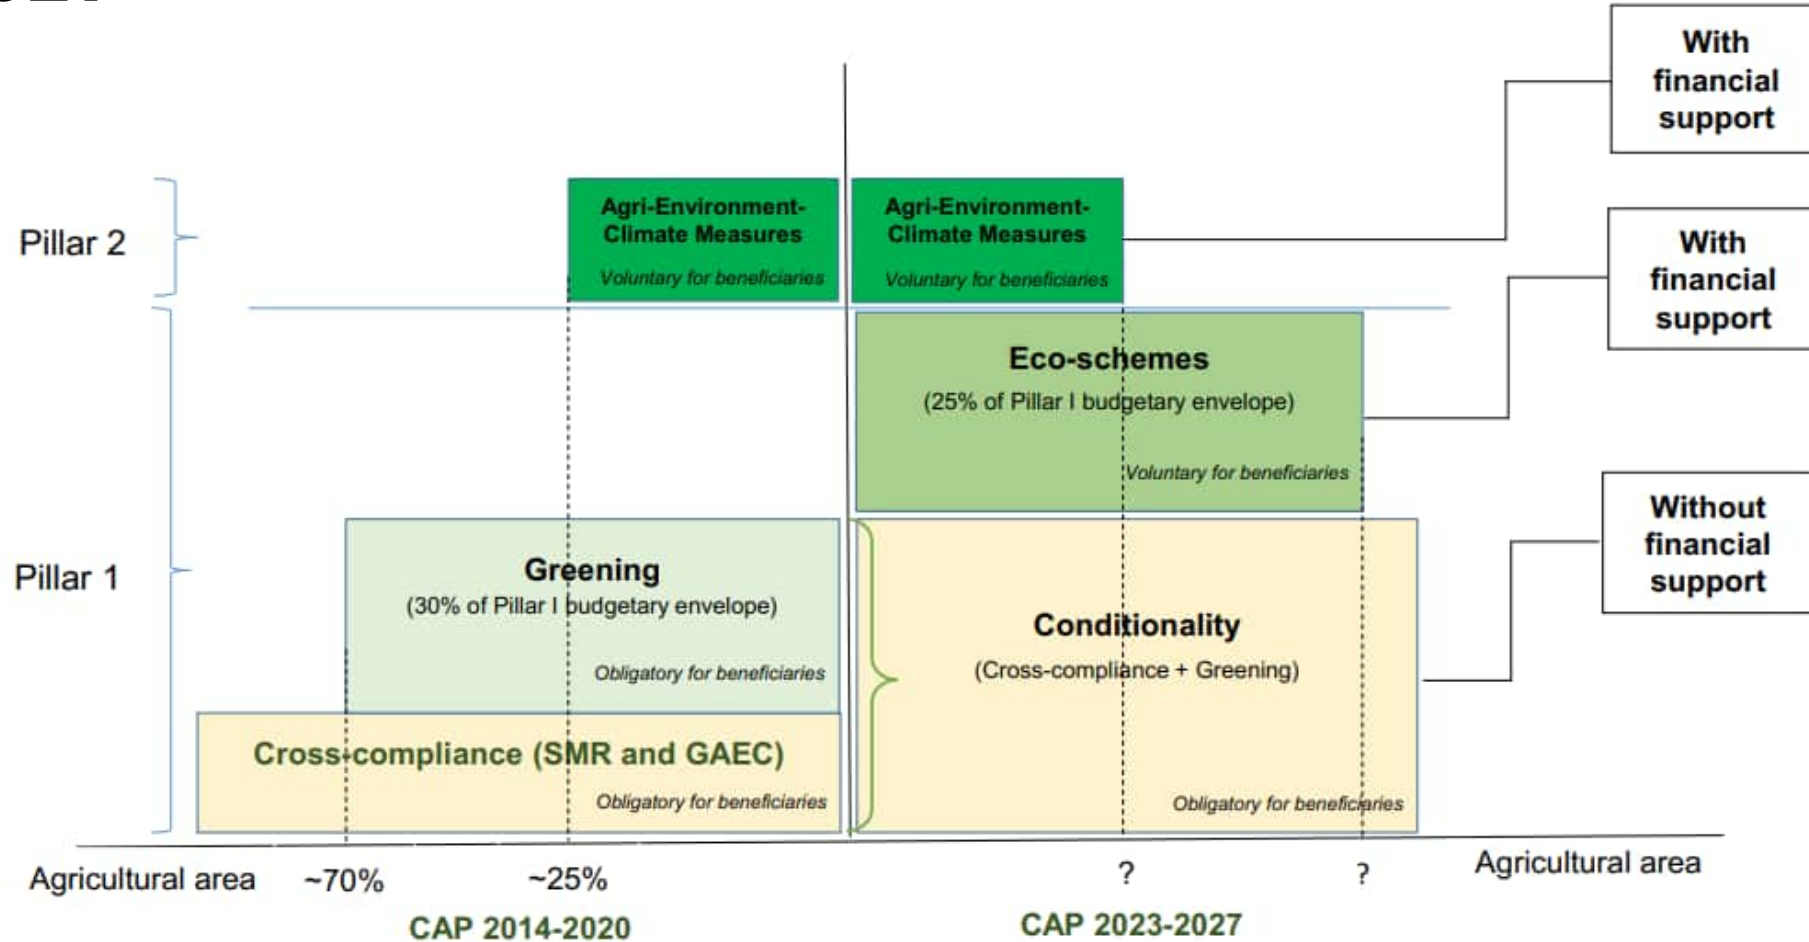 With
financial
support
Pillar 2
Agri-Environment-
Climate Measures
Voluntary for beneficiaries
Agri-Environment-
Climate Measures
Voluntary for beneficiaries
With
financial
support
Eco-schemes
(25% of Pillar I budgetary envelope)
Voluntary for beneficiaries
Pillar 1
Greening
(30% of Pillar I budgetary envelope)
Obligatory for beneficiaries
Cross-compliance (SMR and GAEC)
Obligatory for beneficiaries
Conditionality
(Cross-compliance + Greening)
Obligatory for beneficiaries
Without
financial
support
Agricultural area
~70%
~25%
?
?
Agricultural area
CAP 2014-2020
CAP 2023-2027